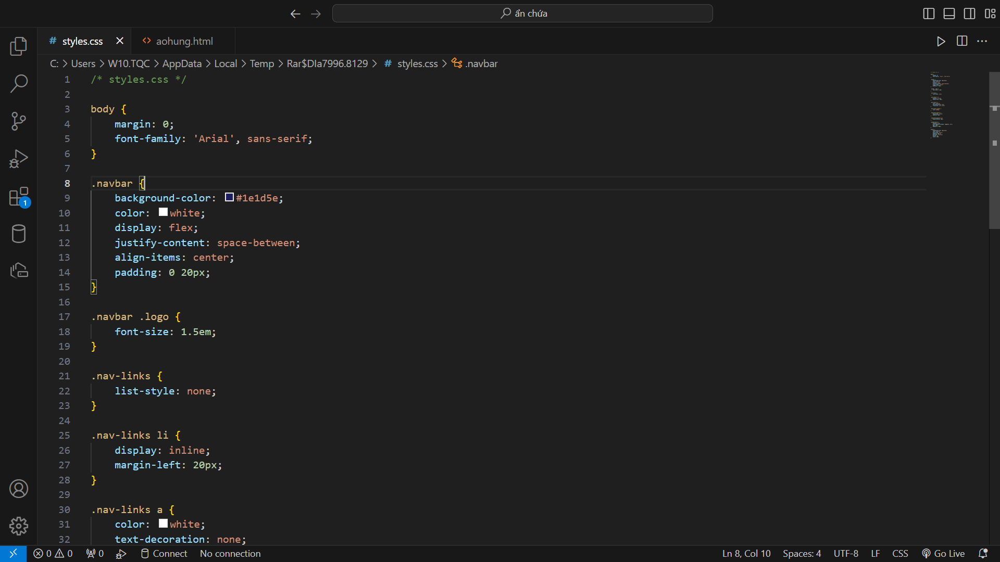 ẩn chứa
# styles.css
aohung.html
C: > Users > W10.TQC > AppData > Local > Temp > Rar$DIa7996.8129 > # styles.css > .navbar
1 /* styles.css */
2
3 body {
4 margin: 0;
5 font-family: 'Arial', sans-serif;
6 }
7
8 .navbar {
9 background-color: #1e1d5e;
10 color: white;
11 display: flex;
12 justify-content: space-between;
13 align-items: center;
14 padding: 0 20px;
15 }
16
17 .navbar .logo {
18 font-size: 1.5em;
19 }
20
21 .nav-links {
22 list-style: none;
23 }
24
25 .nav-links li {
26 display: inline;
27 margin-left: 20px;
28 }
29
30 .nav-links a {
31 color: white;
32 text-decoration: none;
1
0 0 0 Connect No connection Ln 8, Col 10 Spaces: 4 UTF-8 LF CSS Go Live